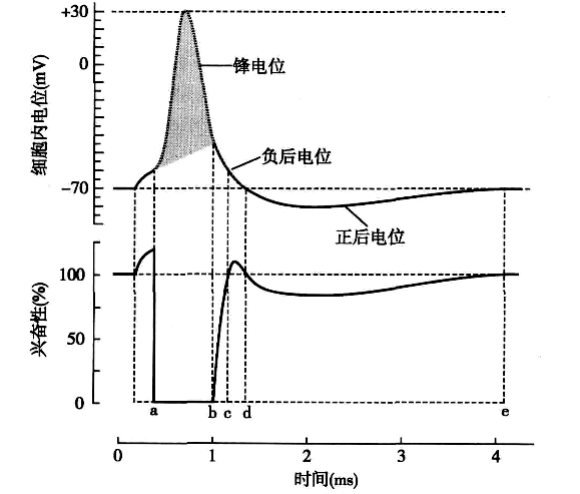 +30
0
-70
细胞内电位(mV)
锋电位
负后电位
正后电位
100
50
0
兴奋性(%)
a b c d e
0 1 2 3 4
时间(ms)